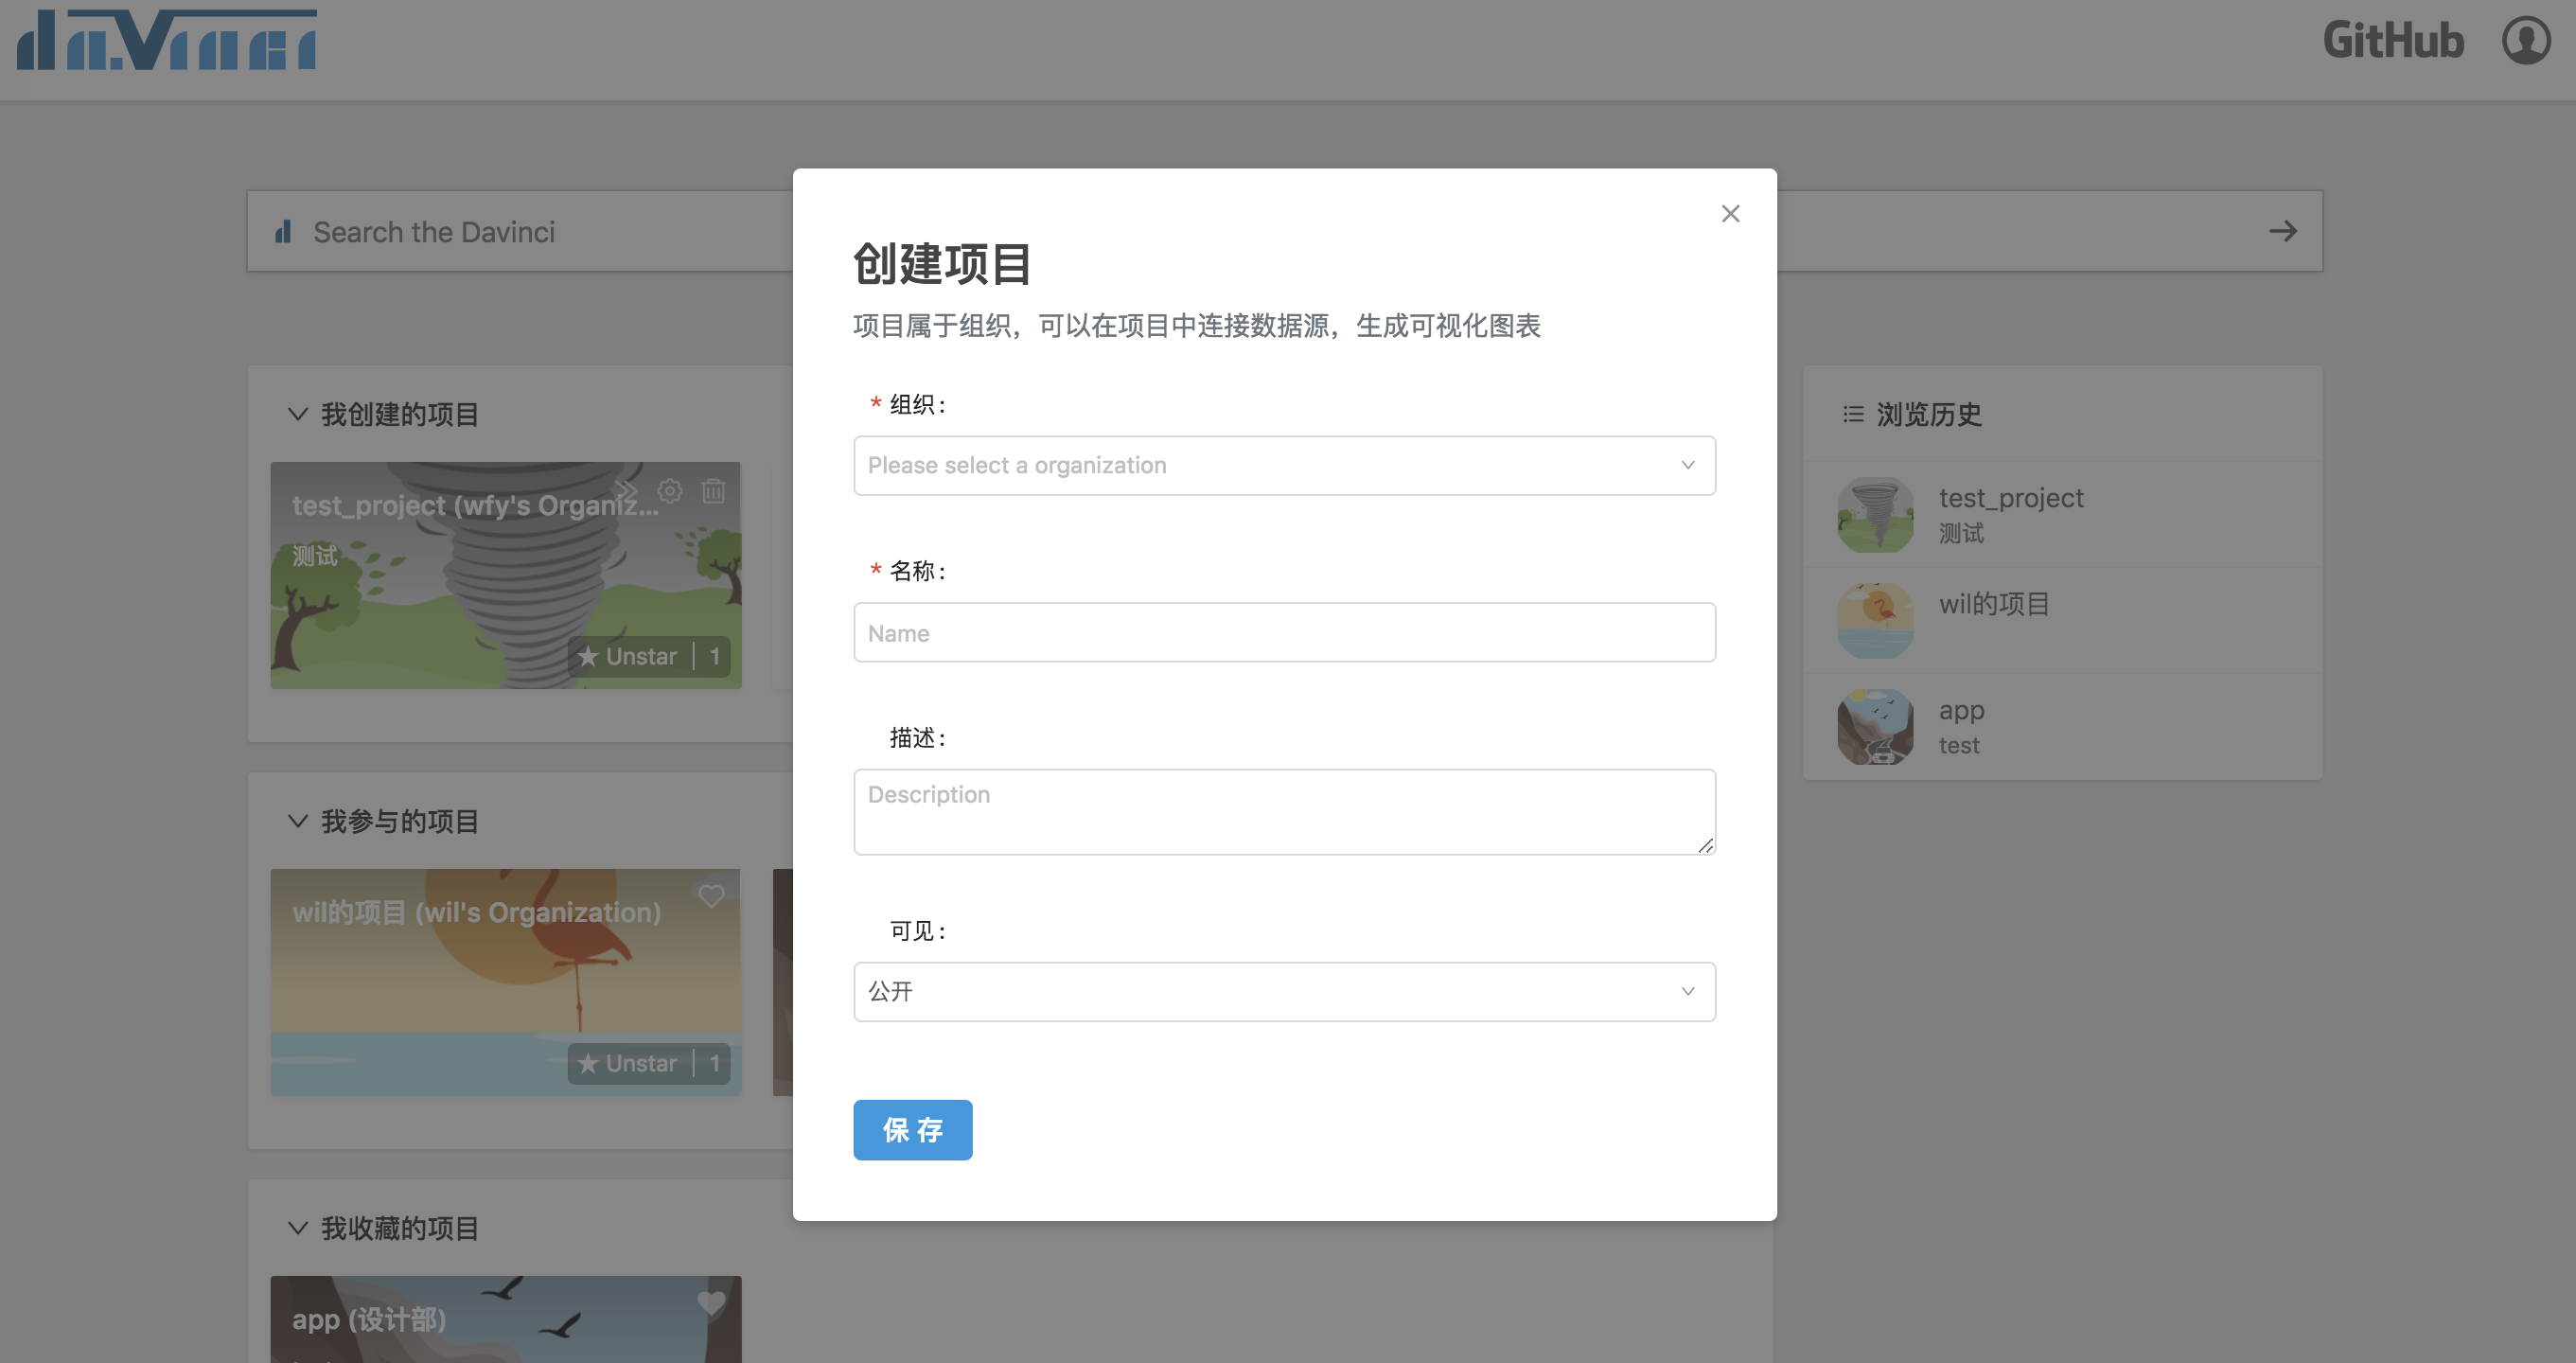 da.Vinci
GitHub
Search the Davinci
创建项目
项目属于组织，可以在项目中连接数据源，生成可视化图表
* 组织：
Please select a organization
* 名称：
Name
描述：
Description
可见：
公开
保 存
我创建的项目
test_project (wfy's Organiz...
测试
Unstar | 1
我参与的项目
wil的项目 (wil's Organization)
Unstar | 1
我收藏的项目
app (设计部)
浏览历史
test_project
测试
wil的项目
app
test